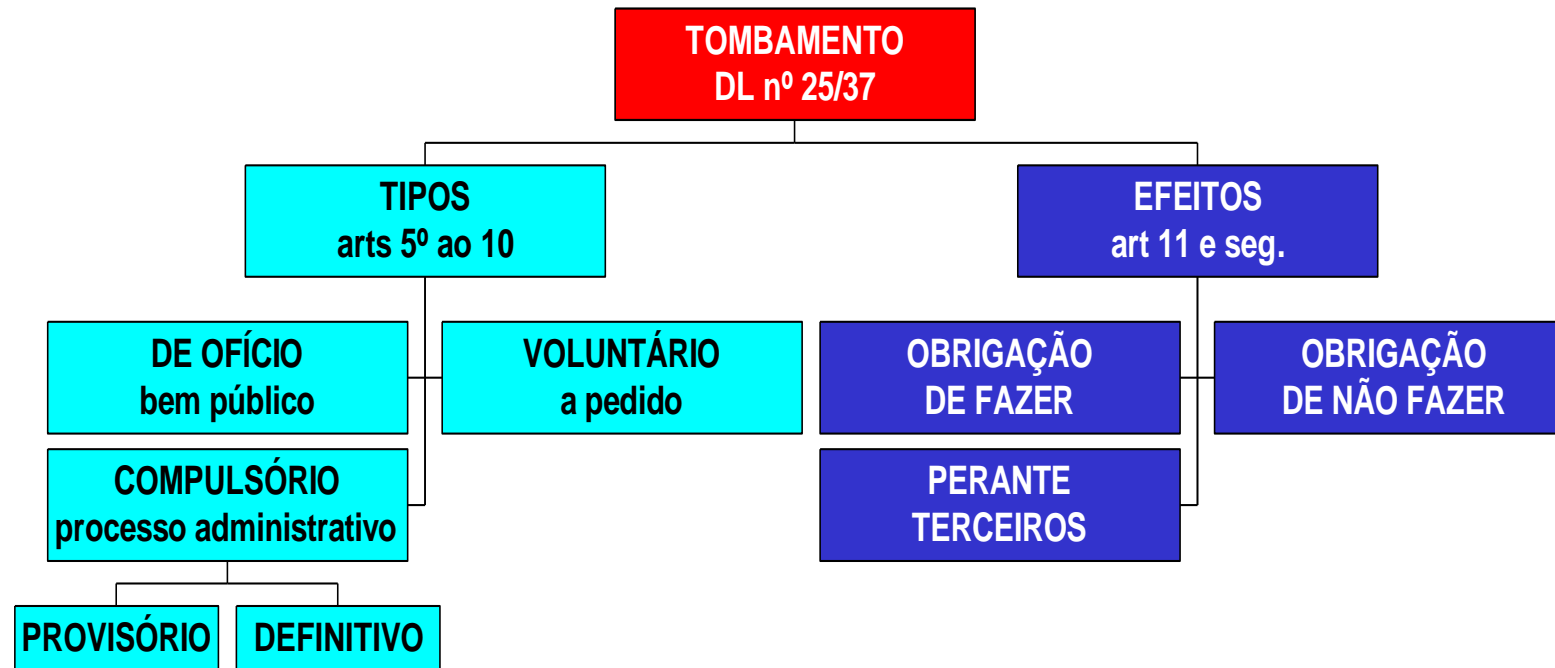 TOMBAMENTO
DL nº 25/37
TIPOS
arts 5º ao 10
EFEITOS
art 11 e seg.
DE OFÍCIO
bem público
VOLUNTÁRIO
a pedido
OBRIGAÇÃO
DE FAZER
OBRIGAÇÃO
DE NÃO FAZER
COMPULSÓRIO
processo administrativo
PERANTE
TERCEIROS
PROVISÓRIO
DEFINITIVO